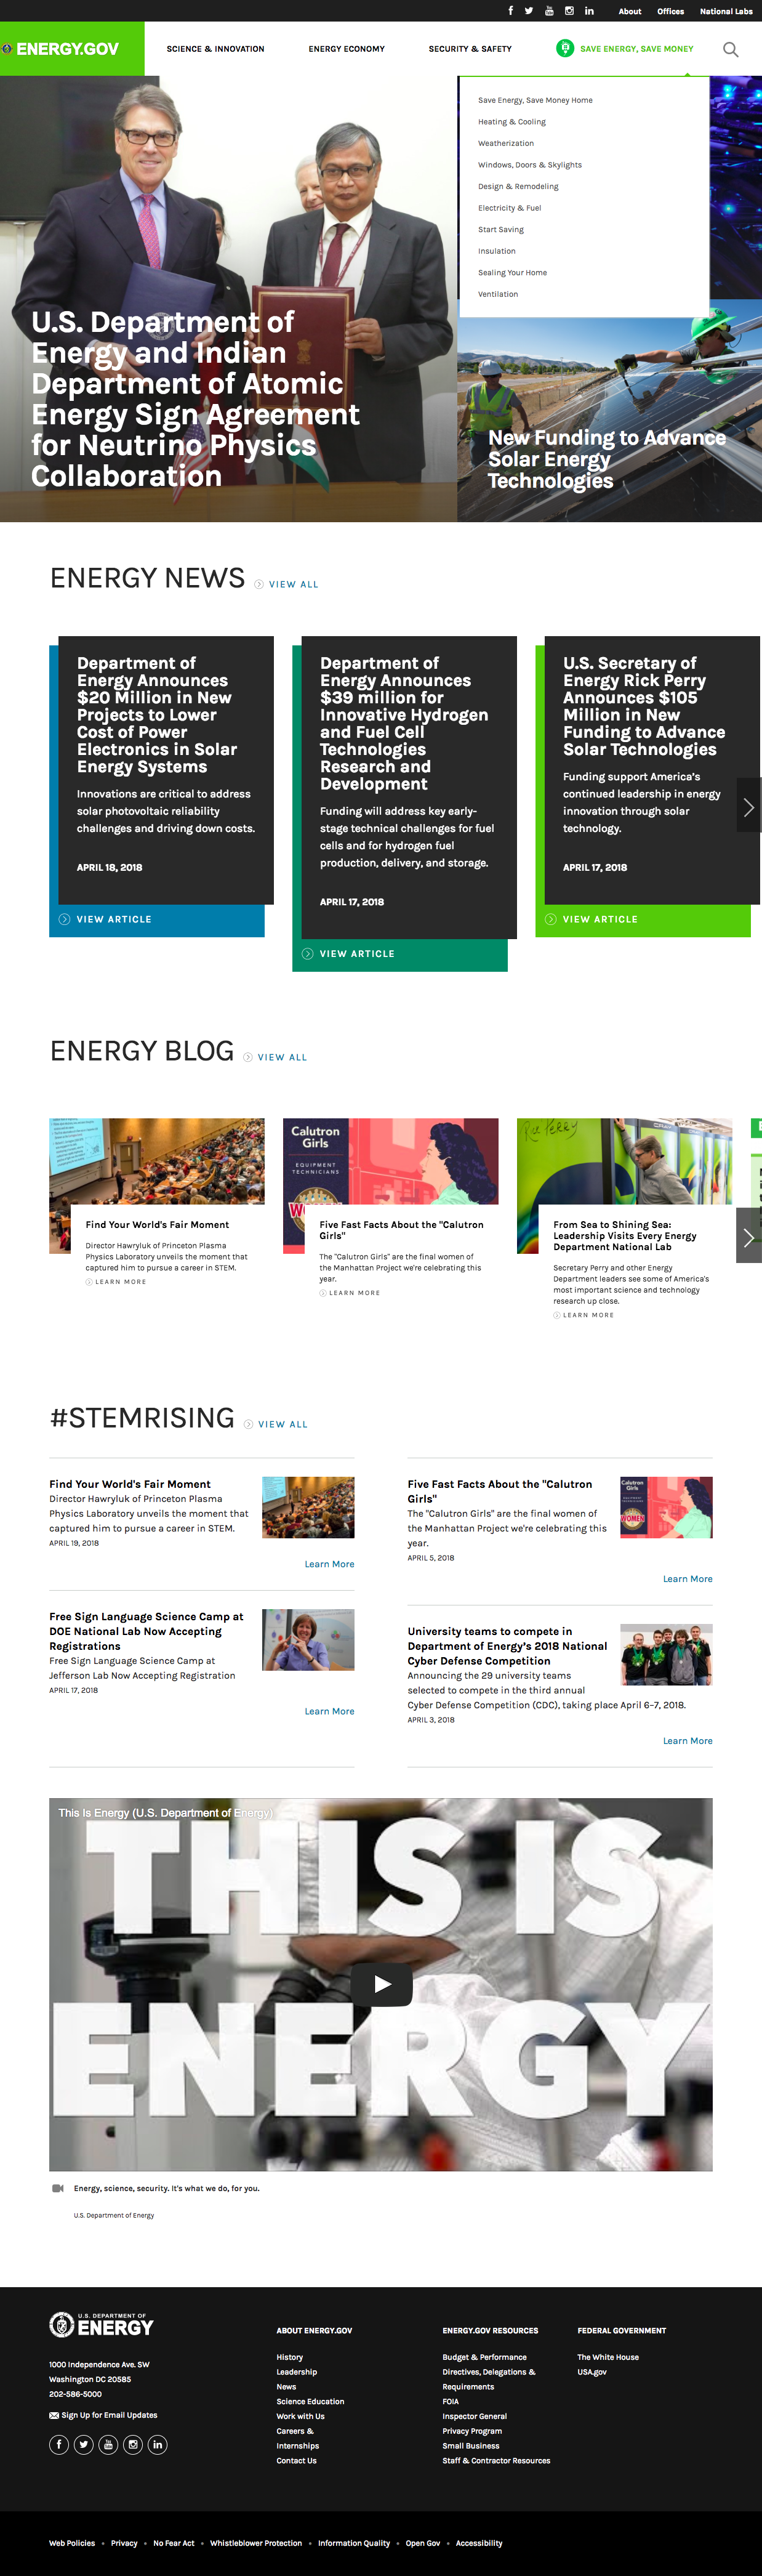 About Offices National Labs
ENERGY.GOV
SCIENCE & INNOVATION
ENERGY ECONOMY
SECURITY & SAFETY
SAVE ENERGY, SAVE MONEY
Save Energy, Save Money Home
Heating & Cooling
Weatherization
Windows, Doors & Skylights
Design & Remodeling
Electricity & Fuel
Start Saving
Insulation
Sealing Your Home
Ventilation
U.S. Department of
Energy and Indian
Department of Atomic
Energy Sign Agreement
for Neutrino Physics
Collaboration
New Funding to Advance
Solar Energy
Technologies
ENERGY NEWS VIEW ALL
Department of
Energy Announces
$20 Million in New
Projects to Lower
Cost of Power
Electronics in Solar
Energy Systems
Innovations are critical to address
solar photovoltaic reliability
challenges and driving down costs.
APRIL 18, 2018
VIEW ARTICLE
Department of
Energy Announces
$39 million for
Innovative Hydrogen
and Fuel Cell
Technologies
Research and
Development
Funding will address key early-
stage technical challenges for fuel
cells and for hydrogen fuel
production, delivery, and storage.
APRIL 17, 2018
VIEW ARTICLE
U.S. Secretary of
Energy Rick Perry
Announces $105
Million in New
Funding to Advance
Solar Technologies
Funding support America's
continued leadership in energy
innovation through solar
technology.
APRIL 17, 2018
VIEW ARTICLE
ENERGY BLOG VIEW ALL
Find Your World's Fair Moment
Director Hawryluk of Princeton Plasma
Physics Laboratory unveils the moment that
captured him to pursue a career in STEM.
LEARN MORE
Calutron
Girls
EQUIPMENT
TECHNICIANS
Five Fast Facts About the "Calutron
Girls"
The "Calutron Girls" are the final women of
the Manhattan Project we're celebrating this
year.
LEARN MORE
Rick Perry
From Sea to Shining Sea:
Leadership Visits Every Energy
Department National Lab
Secretary Perry and other Energy
Department leaders see some of America's
most important science and technology
research up close.
LEARN MORE
#STEMRISING VIEW ALL
Find Your World's Fair Moment
Director Hawryluk of Princeton Plasma
Physics Laboratory unveils the moment that
captured him to pursue a career in STEM.
APRIL 19, 2018
Learn More
Free Sign Language Science Camp at
DOE National Lab Now Accepting
Registrations
Free Sign Language Science Camp at
Jefferson Lab Now Accepting Registration
APRIL 17, 2018
Learn More
Five Fast Facts About the "Calutron
Girls"
The "Calutron Girls" are the final women of
the Manhattan Project we're celebrating this
year.
APRIL 5, 2018
Calutron
Girls
WOMEN
Learn More
University teams to compete in
Department of Energy's 2018 National
Cyber Defense Competition
Announcing the 29 university teams
selected to compete in the third annual
Cyber Defense Competition (CDC), taking place April 6–7, 2018.
APRIL 3, 2018
Learn More
This Is Energy (U.S. Department of Energy)
THIS IS
ENERGY
Energy, science, security. It's what we do, for you.
U.S. Department of Energy
U.S. DEPARTMENT OF
ENERGY
1000 Independence Ave. SW
Washington DC 20585
202-586-5000
Sign Up for Email Updates
ABOUT ENERGY.GOV
History
Leadership
News
Science Education
Work with Us
Careers &
Internships
Contact Us
ENERGY.GOV RESOURCES
Budget & Performance
Directives, Delegations &
Requirements
FOIA
Inspector General
Privacy Program
Small Business
Staff & Contractor Resources
FEDERAL GOVERNMENT
The White House
USA.gov
Web Policies • Privacy • No Fear Act • Whistleblower Protection • Information Quality • Open Gov • Accessibility